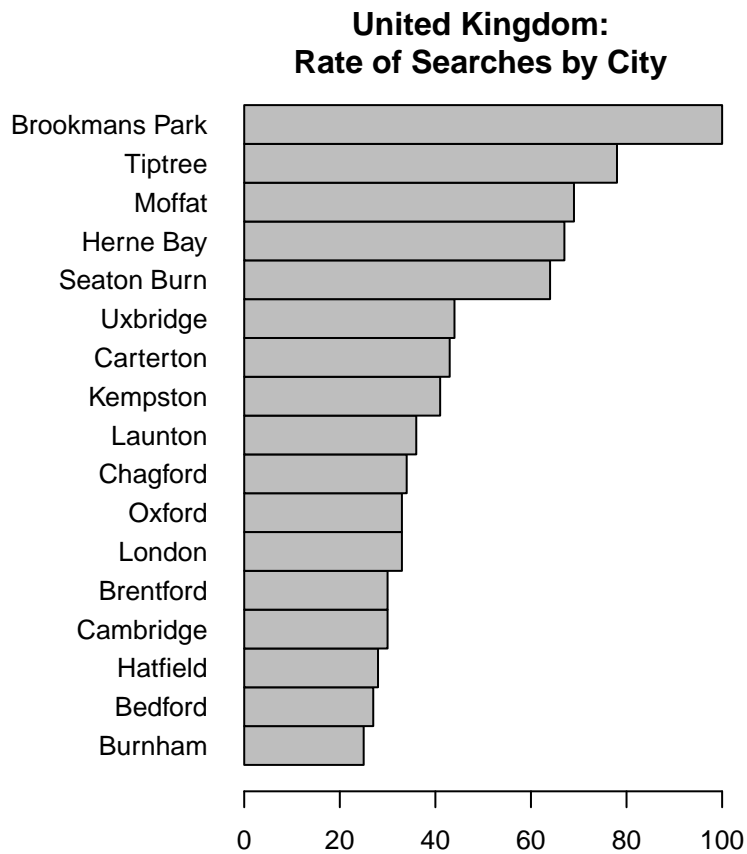 United Kingdom:
Rate of Searches by City
Brookmans Park
Tiptree
Moffat
Herne Bay
Seaton Burn
Uxbridge
Carterton
Kempston
Launton
Chagford
Oxford
London
Brentford
Cambridge
Hatfield
Bedford
Burnham
0 20 40 60 80 100